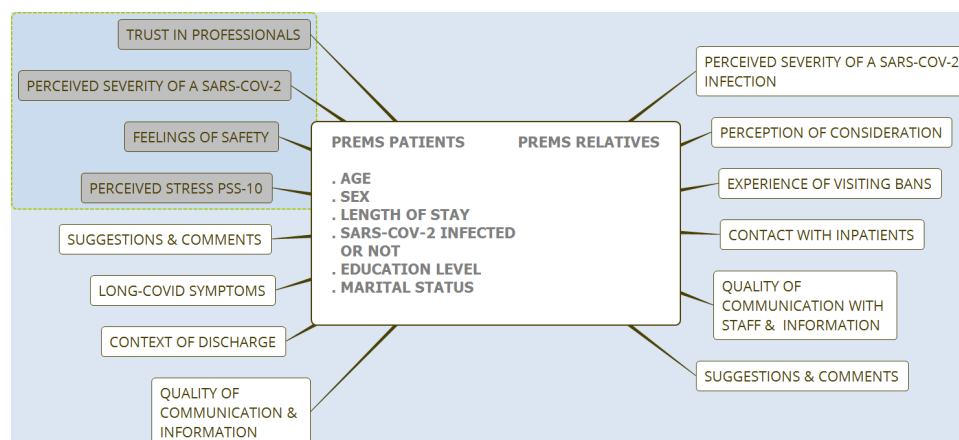 TRUST IN PROFESSIONALS
PERCEIVED SEVERITY OF A SARS-COV-2
FEELINGS OF SAFETY
PERCEIVED STRESS PSS-10
SUGGESTIONS & COMMENTS
LONG-COVID SYMPTOMS
CONTEXT OF DISCHARGE
QUALITY OF
COMMUNICATION &
INFORMATION
PREMS PATIENTS
. AGE
. SEX
. LENGTH OF STAY
. SARS-COV-2 INFECTED
OR NOT
. EDUCATION LEVEL
. MARITAL STATUS
PREMS RELATIVES
PERCEIVED SEVERITY OF A SARS-COV-2
INFECTION
PERCEPTION OF CONSIDERATION
EXPERIENCE OF VISITING BANS
CONTACT WITH INPATIENTS
QUALITY OF
COMMUNICATION WITH
STAFF & INFORMATION
SUGGESTIONS & COMMENTS